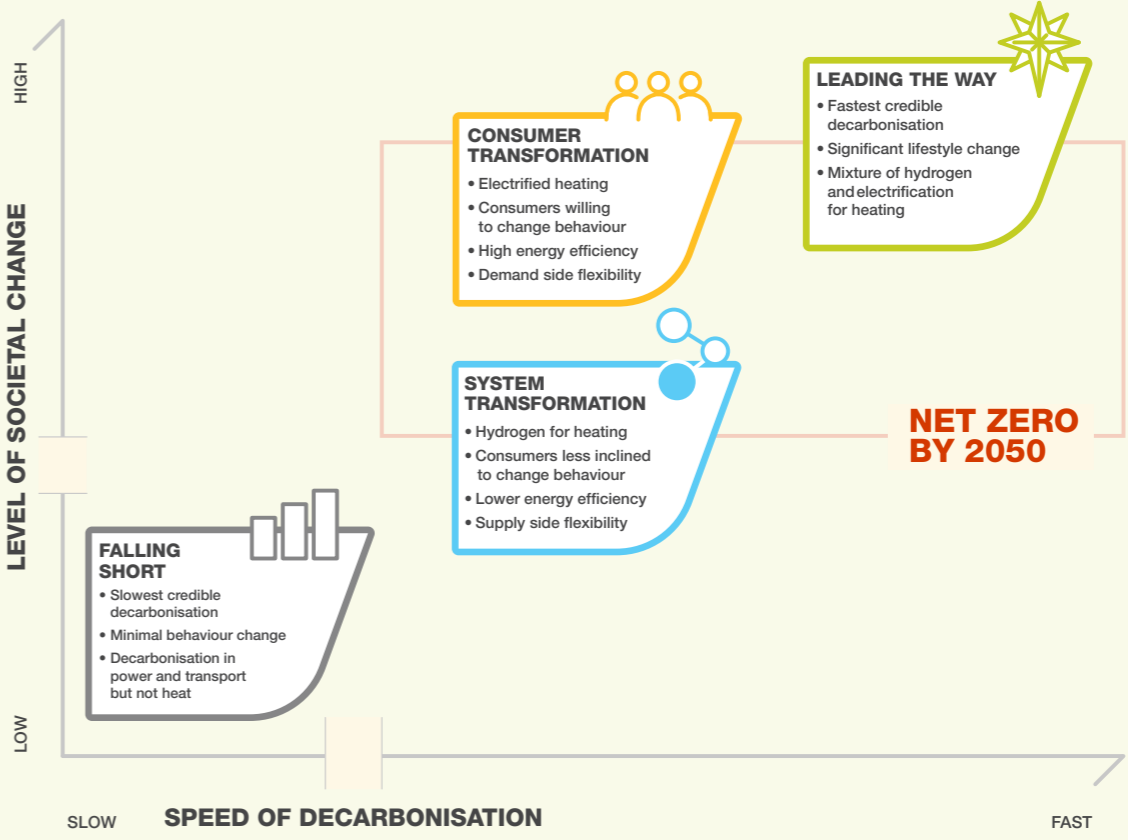 HIGH
LEVEL OF SOCIETAL CHANGE
LOW
LEADING THE WAY
• Fastest credible
decarbonisation
• Significant lifestyle change
• Mixture of hydrogen
and electrification
for heating
CONSUMER
TRANSFORMATION
• Electrified heating
• Consumers willing
to change behaviour
• High energy efficiency
• Demand side flexibility
SYSTEM
TRANSFORMATION
• Hydrogen for heating
• Consumers less inclined
to change behaviour
• Lower energy efficiency
• Supply side flexibility
NET ZERO
BY 2050
FALLING
SHORT
• Slowest credible
decarbonisation
• Minimal behaviour change
• Decarbonisation in
power and transport
but not heat
SLOW
SPEED OF DECARBONISATION
FAST